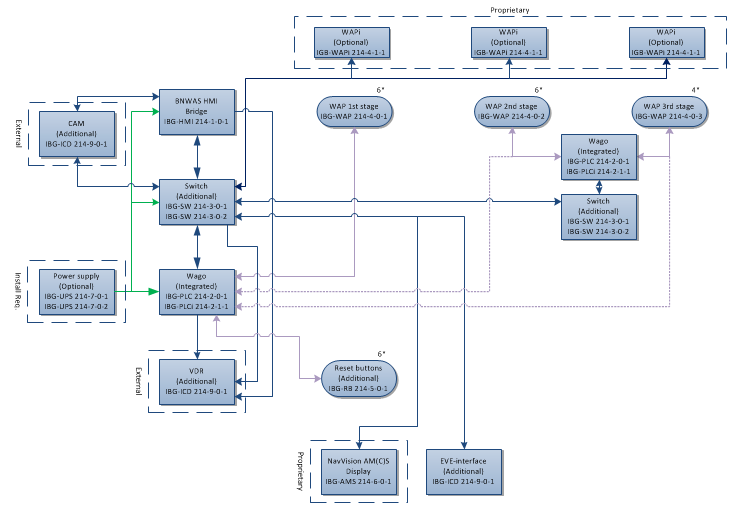 Proprietary
WAPi
(Optional)
IGB-WAPi 214-4-1-1
WAPi
(Optional)
IGB-WAPi 214-4-1-1
WAPi
(Optional)
IGB-WAPi 214-4-1-1
6*
WAP 1st stage
IBG-WAP 214-4-0-1
6*
WAP 2nd stage
IBG-WAP 214-4-0-2
4*
WAP 3rd stage
IBG-WAP 214-4-0-3
BNWAS HMI
Bridge
IBG-HMI 214-1-0-1
External
CAM
(Additional)
IBG-ICD 214-9-0-1
Wago
(Integrated)
IBG-PLC 214-2-0-1
IBG-PLCi 214-2-1-1
Switch
(Additional)
IBG-SW 214-3-0-1
IBG-SW 214-3-0-2
Switch
(Additional)
IBG-SW 214-3-0-1
IBG-SW 214-3-0-2
Install Req.
Power supply
(Optional)
IBG-UPS 214-7-0-1
IBG-UPS 214-7-0-2
Wago
(Integrated)
IBG-PLC 214-2-0-1
IBG-PLCi 214-2-1-1
External
VDR
(Additional)
IBG-ICD 214-9-0-1
6*
Reset buttons
(Additional)
IBG-RB 214-5-0-1
Proprietary
NavVision AM(C)S
Display
IBG-AMS 214-6-0-1
EVE-interface
(Additional)
IBG-ICD 214-9-0-1